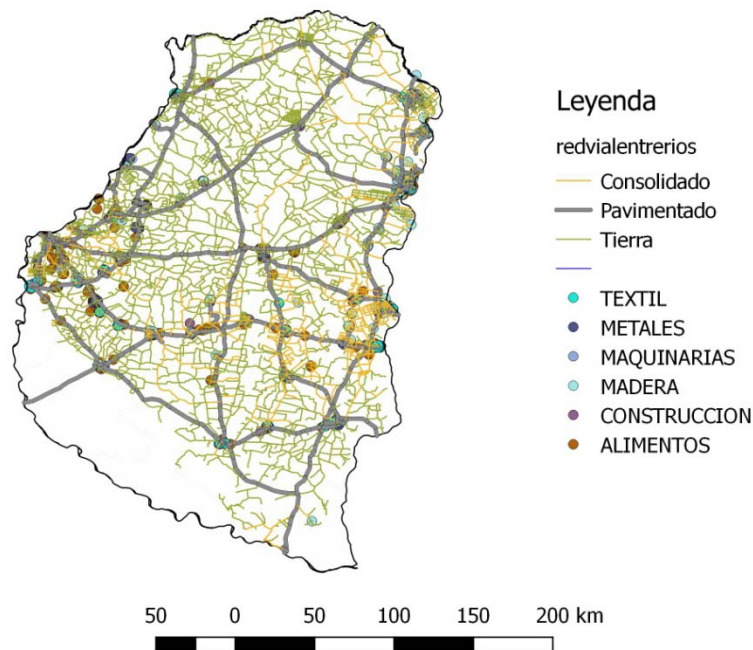 Leyenda
redvialentrerios
Consolidado
Pavimentado
Tierra
TEXTIL
METALES
MAQUINARIAS
MADERA
CONSTRUCCION
ALIMENTOS
50 0 50 100 150 200 km